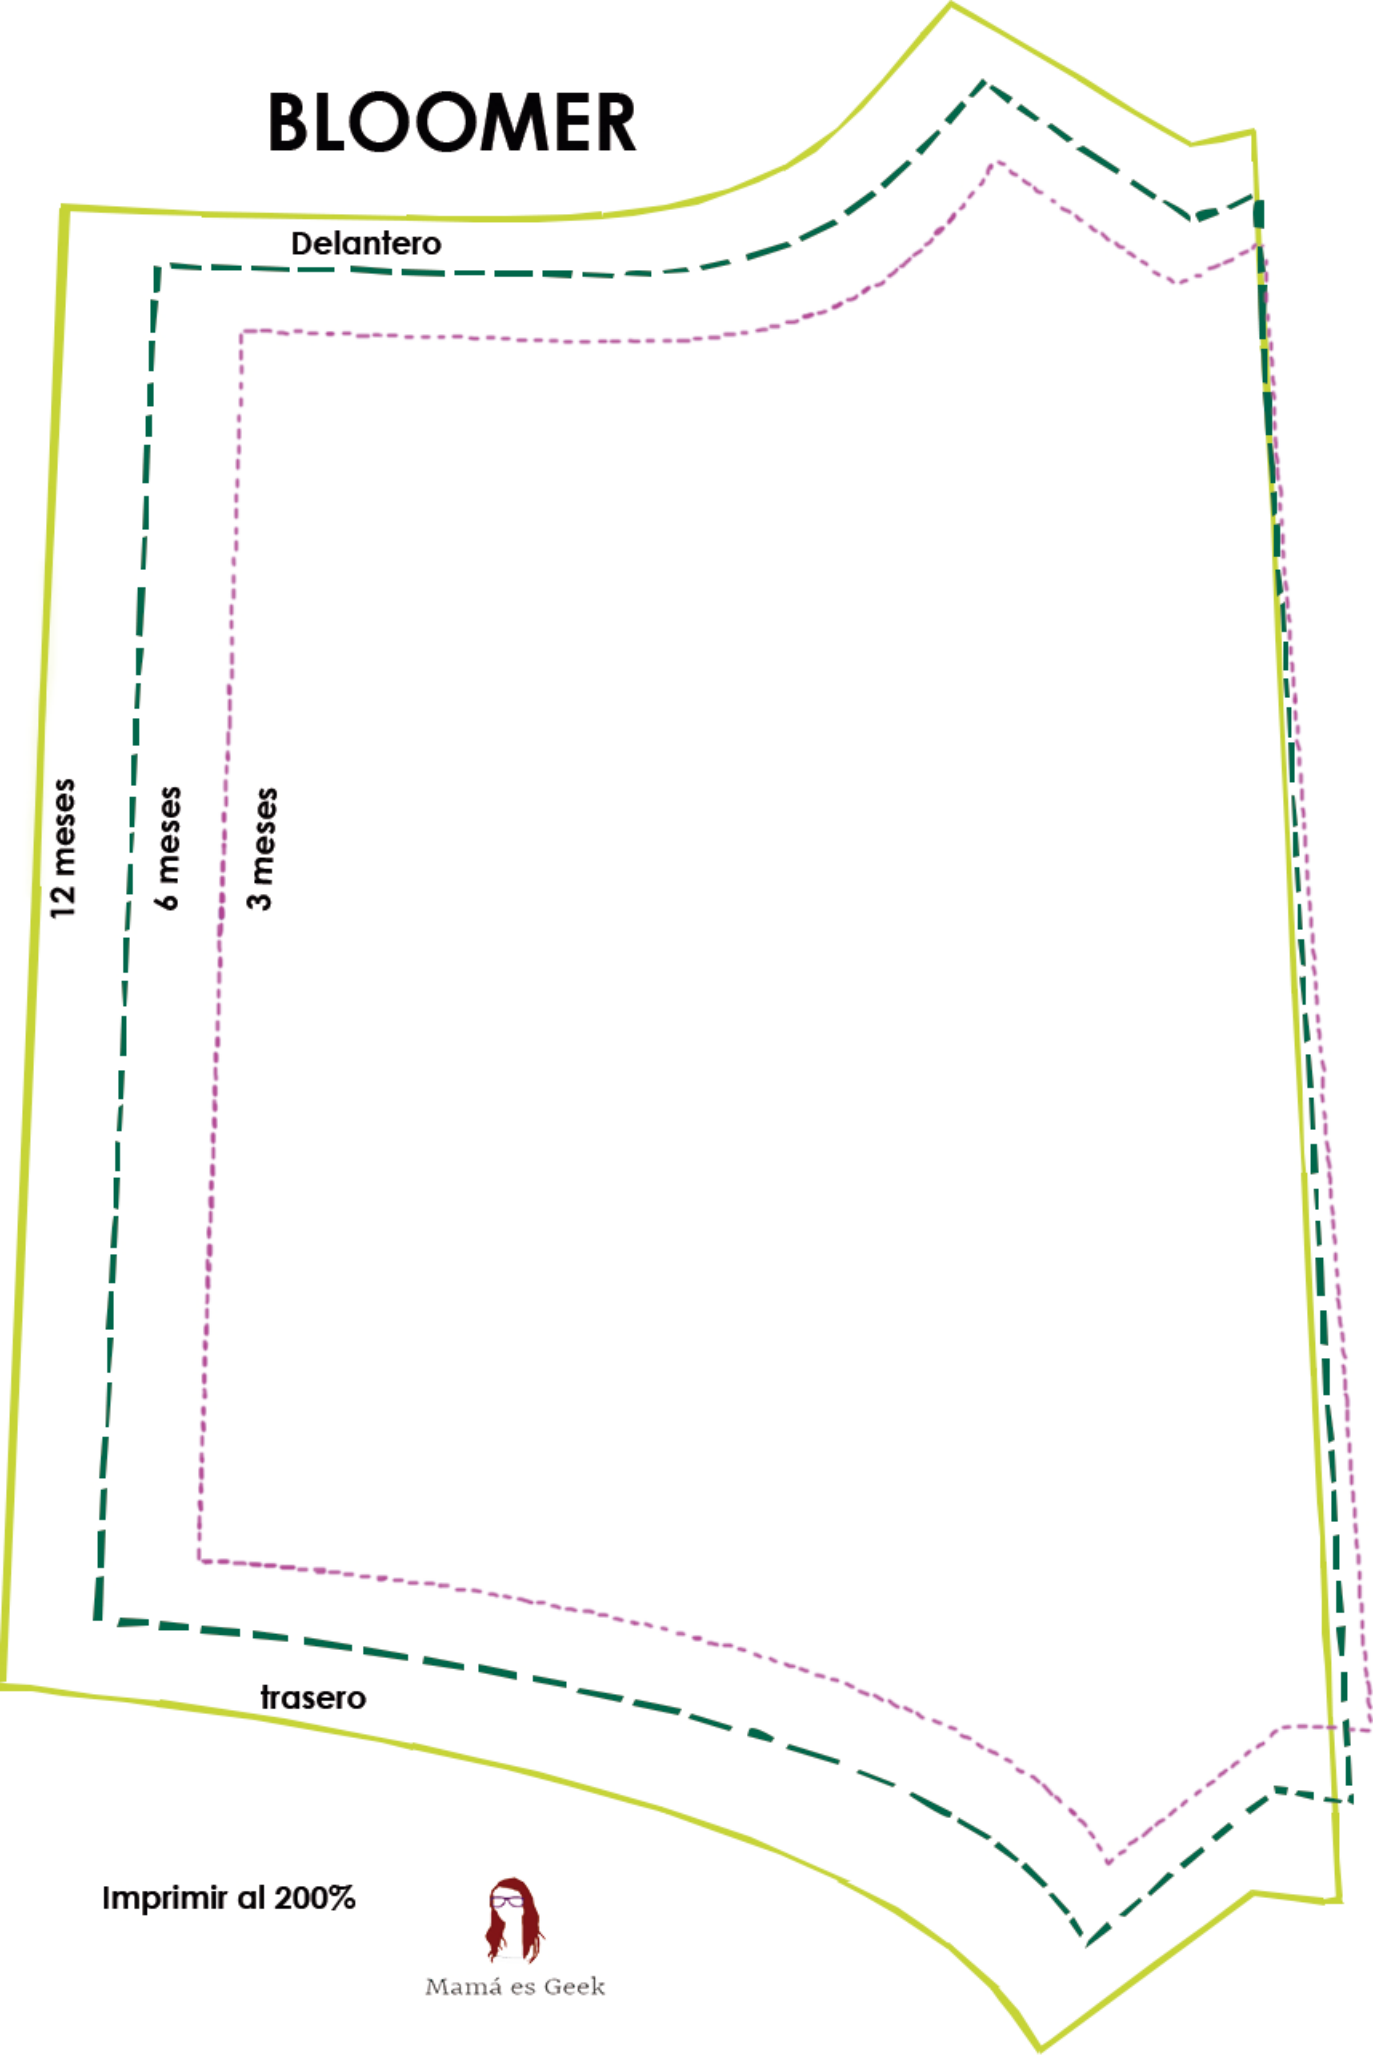 BLOOMER
Delantero
12 meses
6 meses
3 meses
trasero
Imprimir al 200%
Mamá es Geek